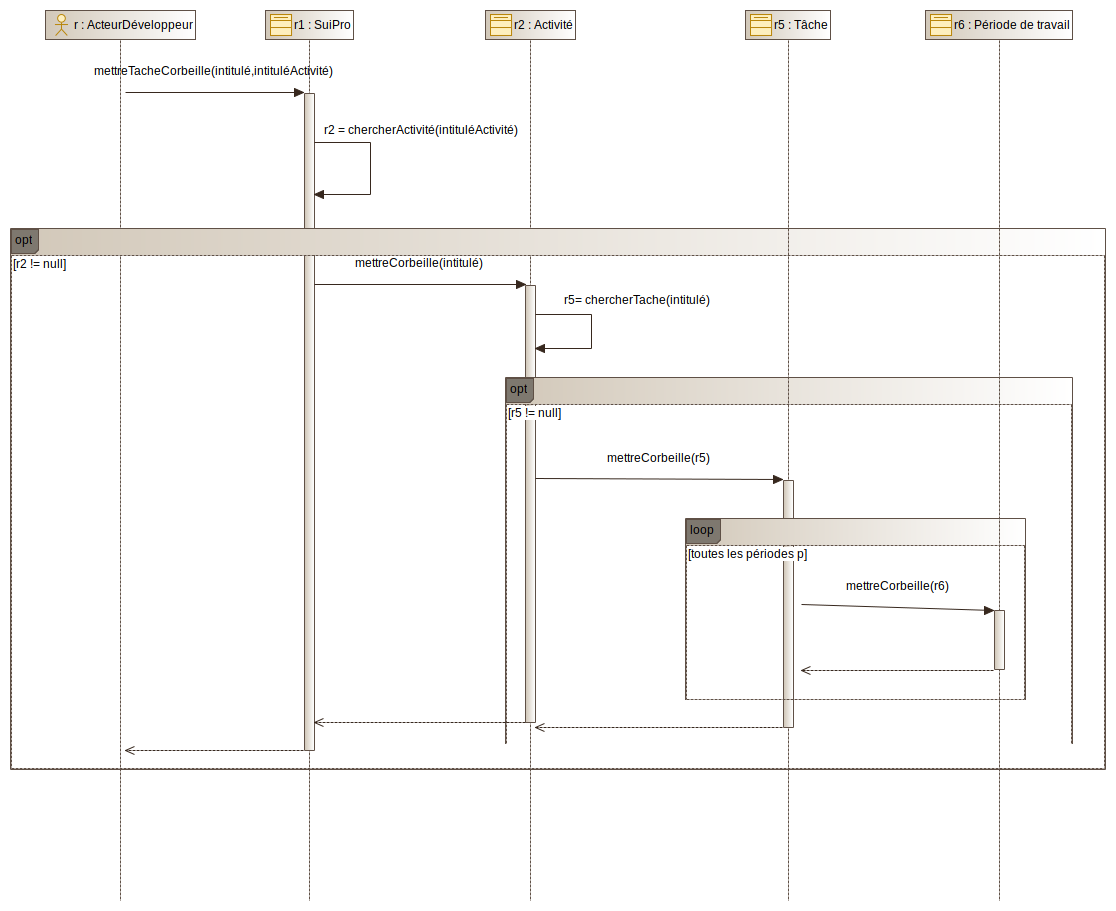 r : ActeurDéveloppeur
r1 : SuiPro
r2 : Activité
r5 : Tâche
r6 : Période de travail
mettreTacheCorbeille(intitulé,intituléActivité)
r2 = chercherActivité(intituléActivité)
opt
[r2 != null]
mettreCorbeille(intitulé)
r5= chercherTache(intitulé)
opt
[r5 != null]
mettreCorbeille(r5)
loop
[toutes les périodes p]
mettreCorbeille(r6)